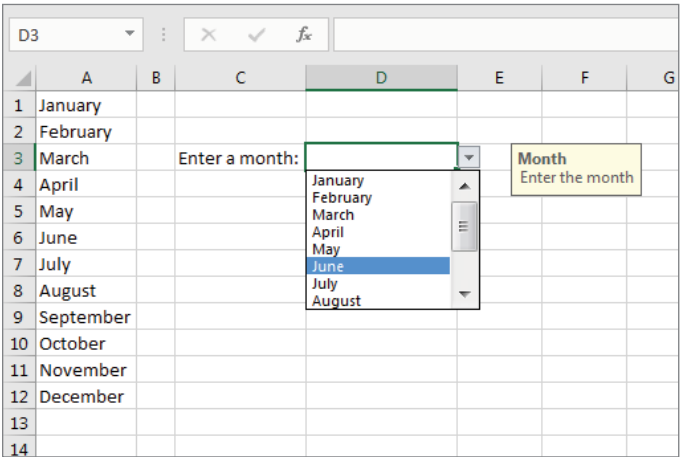 D3 fx
A B C D E F G
1 January
2 February
3 March Enter a month:
4 April
5 May
6 June
7 July
8 August
9 September
10 October
11 November
12 December
13
14
January
February
March
April
May
June
July
August
Month
Enter the month